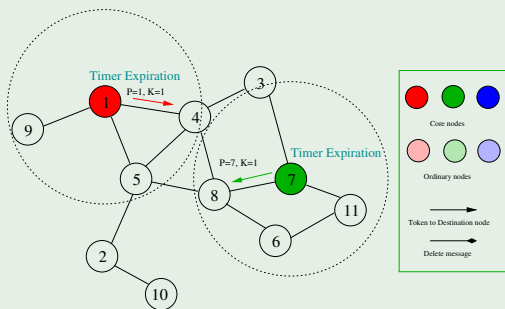 Timer Expiration
P=1, K=1
1
4
3
9
P=7, K=1
Timer Expiration
5
7
8
11
6
2
10
Core nodes
Ordinary nodes
Token to Destination node
Delete message